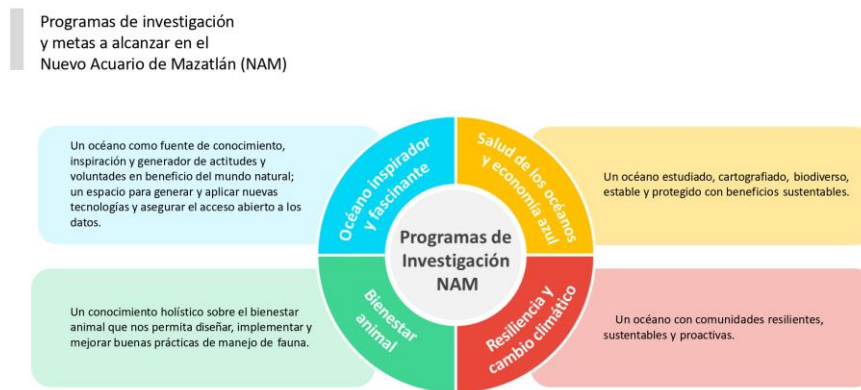 Programas de investigación
y metas a alcanzar en el
Nuevo Acuario de Mazatlán (NAM)
Un océano como fuente de conocimiento,
inspiración y generador de actitudes y
voluntades en beneficio del mundo natural;
un espacio para generar y aplicar nuevas
tecnologías y asegurar el acceso abierto a los
datos.
Océano inspirador
y fascinante
Salud de los océanos
y economía azul
Un océano estudiado, cartografiado, biodiverso,
estable y protegido con beneficios sustentables.
Programas de
Investigación
NAM
Un conocimiento holístico sobre el bienestar
animal que nos permita diseñar, implementar y
mejorar buenas prácticas de manejo de fauna.
Bienestar
animal
Resiliencia y
cambio climático
Un océano con comunidades resilientes,
sustentables y proactivas.